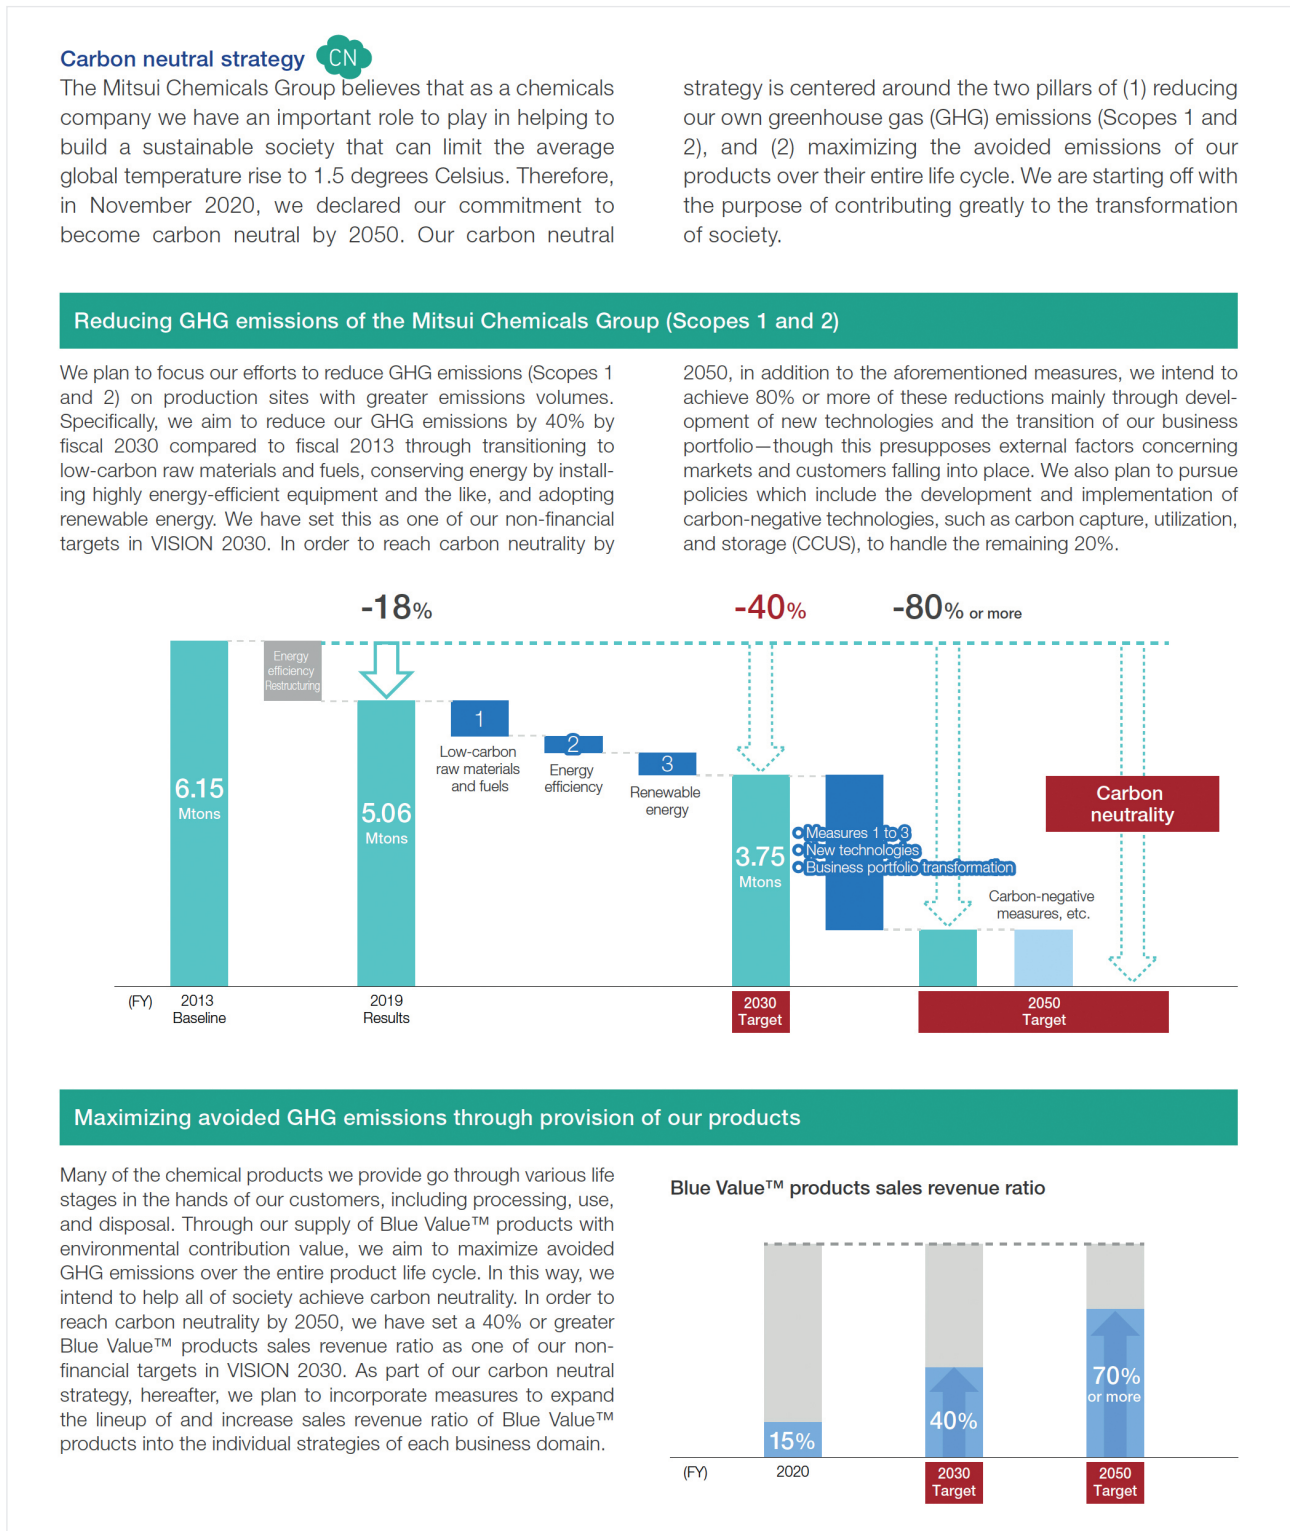 Carbon neutral strategy CN
The Mitsui Chemicals Group believes that as a chemicals
company we have an important role to play in helping to
build a sustainable society that can limit the average
global temperature rise to 1.5 degrees Celsius. Therefore,
in November 2020, we declared our commitment to
become carbon neutral by 2050. Our carbon neutral
strategy is centered around the two pillars of (1) reducing
our own greenhouse gas (GHG) emissions (Scopes 1 and
2), and (2) maximizing the avoided emissions of our
products over their entire life cycle. We are starting off with
the purpose of contributing greatly to the transformation
of society.
Reducing GHG emissions of the Mitsui Chemicals Group (Scopes 1 and 2)
We plan to focus our efforts to reduce GHG emissions (Scopes 1
and 2) on production sites with greater emissions volumes.
Specifically, we aim to reduce our GHG emissions by 40% by
fiscal 2030 compared to fiscal 2013 through transitioning to
low-carbon raw materials and fuels, conserving energy by install-
ing highly energy-efficient equipment and the like, and adopting
renewable energy. We have set this as one of our non-financial
targets in VISION 2030. In order to reach carbon neutrality by
2050, in addition to the aforementioned measures, we intend to
achieve 80% or more of these reductions mainly through devel-
opment of new technologies and the transition of our business
portfolio—though this presupposes external factors concerning
markets and customers falling into place. We also plan to pursue
policies which include the development and implementation of
carbon-negative technologies, such as carbon capture, utilization,
and storage (CCUS), to handle the remaining 20%.
-18%
-40%
-80% or more
Energy
efficiency
Restructuring
1
Low-carbon
raw materials
and fuels
2
Energy
efficiency
3
Renewable
energy
6.15
Mtons
5.06
Mtons
3.75
Mtons
Measures 1 to 3
New technologies
Business portfolio transformation
Carbon
neutrality
Carbon-negative
measures, etc.
(FY)
2013
Baseline
2019
Results
2030
Target
2050
Target
Maximizing avoided GHG emissions through provision of our products
Many of the chemical products we provide go through various life
stages in the hands of our customers, including processing, use,
and disposal. Through our supply of Blue Value™ products with
environmental contribution value, we aim to maximize avoided
GHG emissions over the entire product life cycle. In this way, we
intend to help all of society achieve carbon neutrality. In order to
reach carbon neutrality by 2050, we have set a 40% or greater
Blue Value™ products sales revenue ratio as one of our non-
financial targets in VISION 2030. As part of our carbon neutral
strategy, hereafter, we plan to incorporate measures to expand
the lineup of and increase sales revenue ratio of Blue Value™
products into the individual strategies of each business domain.
Blue Value™ products sales revenue ratio
15%
40%
70%
or more
(FY)
2020
2030
Target
2050
Target